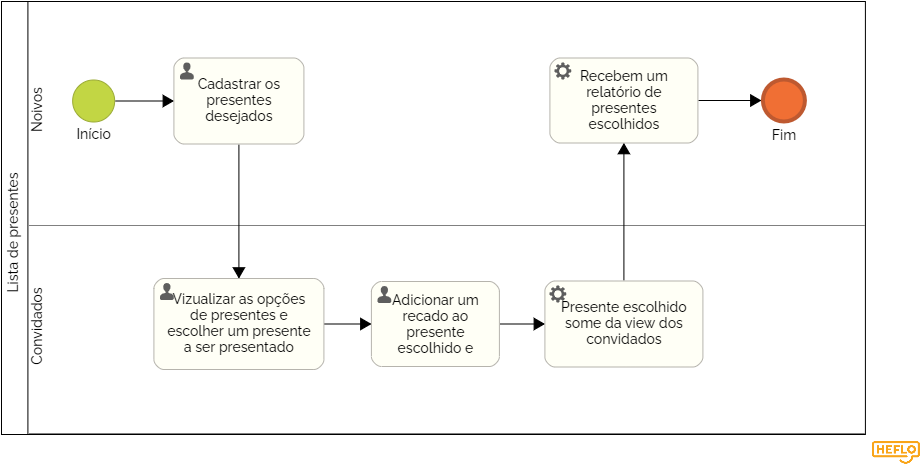 Lista de presentes
Noivos
Início
Cadastrar os
presentes
desejados
Recebem um
relatório de
presentes
escolhidos
Fim
Convidados
Vizualizar as opções
de presentes e
escolher um presente
a ser presentado
Adicionar um
recado ao
presente
escolhido e
Presente escolhido
some da view dos
convidados
HEFLO